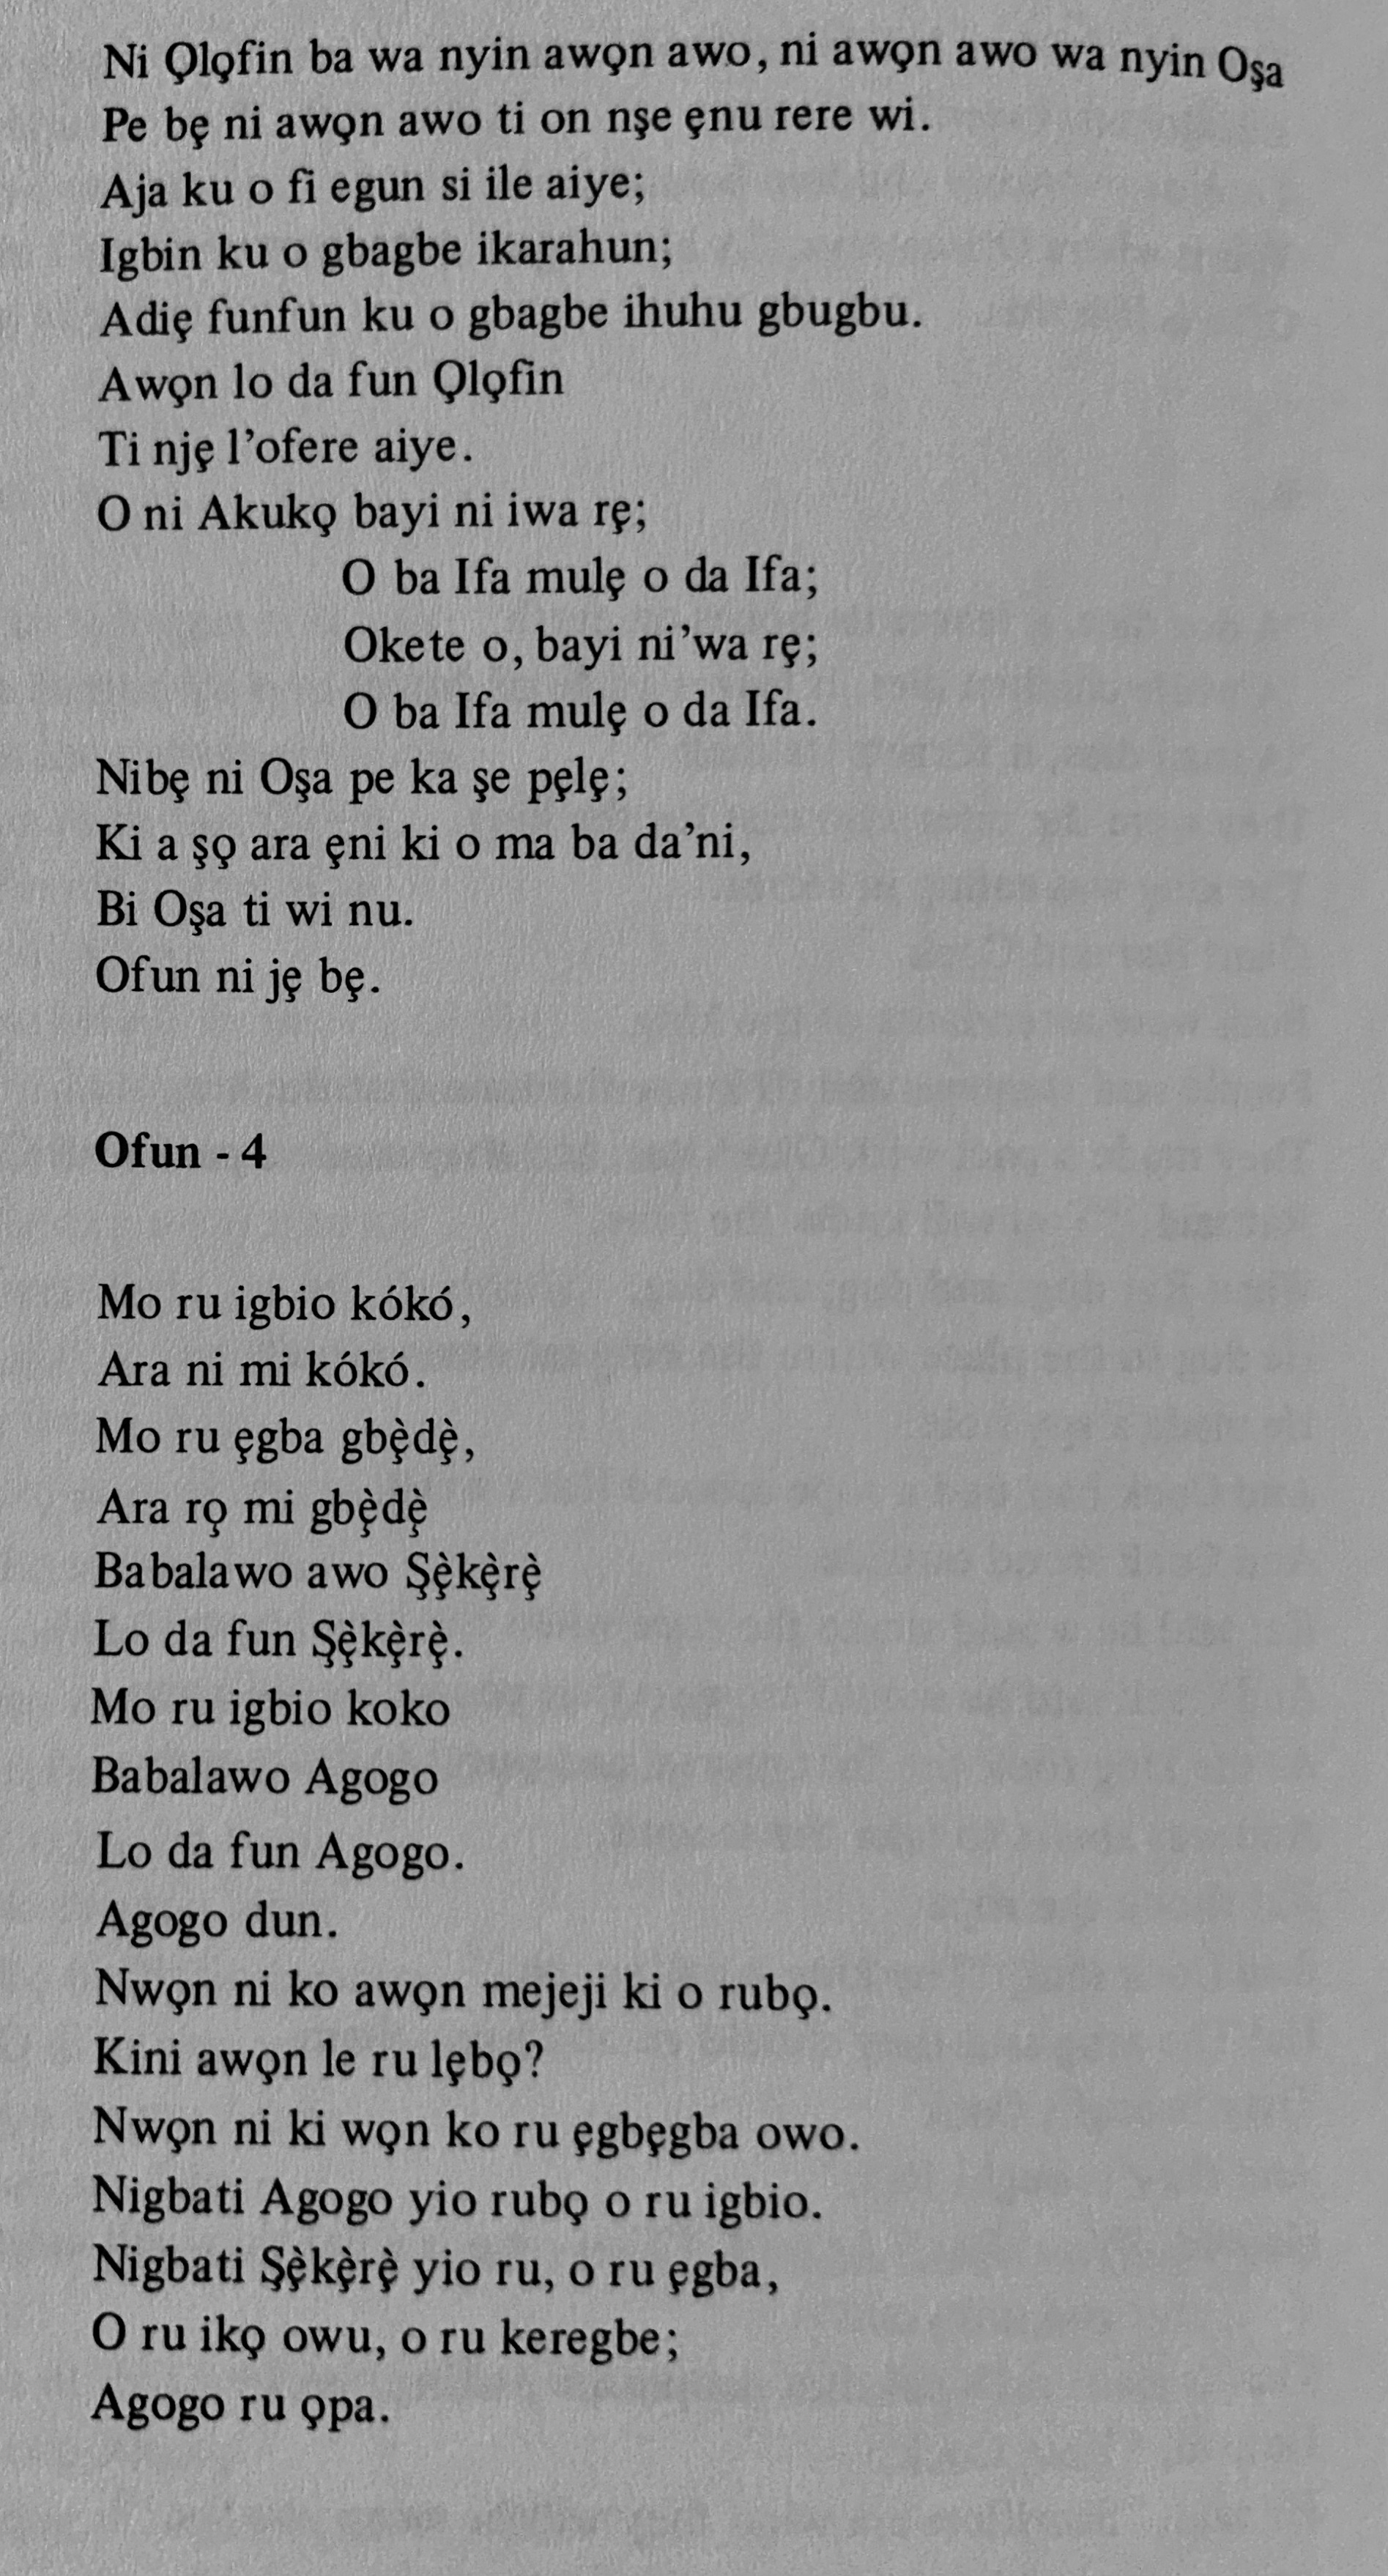 Ni Ọlọfin ba wa nyin awọn awo, ni awọn awo wa nyin Oṣa
Pe bẹ ni awọn awo ti on nṣe ẹnu rere wi.
Aja ku o fi egun si ile aiye;
Igbin ku o gbagbe ikarahun;
Adiẹ funfun ku o gbagbe ihuhu gbugbu.
Awọn lo da fun Ọlọfin
Ti njẹ l’ofere aiye.
O ni Akukọ bayi ni iwa rẹ;
O ba Ifa mulẹ o da Ifa;
Okete o, bayi ni’wa rẹ;
O ba Ifa mulẹ o da Ifa.
Nibẹ ni Oṣa pe ka ṣe pẹlẹ;
Ki a ṣọ ara ẹni ki o ma ba da’ni,
Bi Oṣa ti wi nu.
Ofun ni jẹ bẹ.
Ofun - 4
Mo ru igbio kókó,
Ara ni mi kókó.
Mo ru ẹgba gbẹ̀dẹ̀,
Ara rọ mi gbẹ̀dẹ̀
Babalawo awo Ṣẹ̀kẹ̀rẹ̀
Lo da fun Ṣẹ̀kẹ̀rẹ̀.
Mo ru igbio koko
Babalawo Agogo
Lo da fun Agogo.
Agogo dun.
Nwọn ni ko awọn mejeji ki o rubọ.
Kini awọn le ru lẹbọ?
Nwọn ni ki wọn ko ru ẹgbẹgba owo.
Nigbati Agogo yio rubọ o ru igbio.
Nigbati Ṣẹ̀kẹ̀rẹ̀ yio ru, o ru ẹgba,
O ru ikọ owu, o ru keregbe;
Agogo ru ọpa.